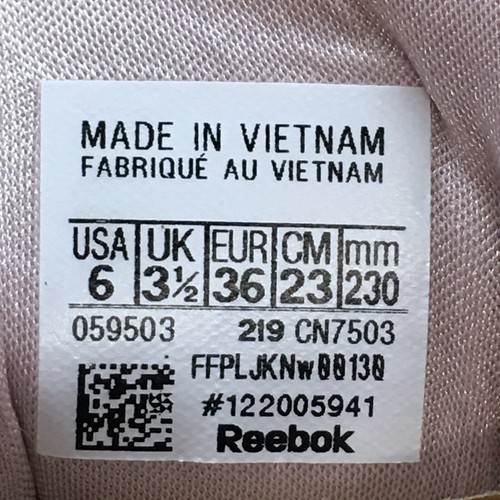 MADE IN VIETNAM
FABRIQUÉ AU VIETNAM
USA UK EUR CM mm
6 3½ 36 23 230
059503 219 CN7503
FFPLJKNw00130
#122005941
Reebok